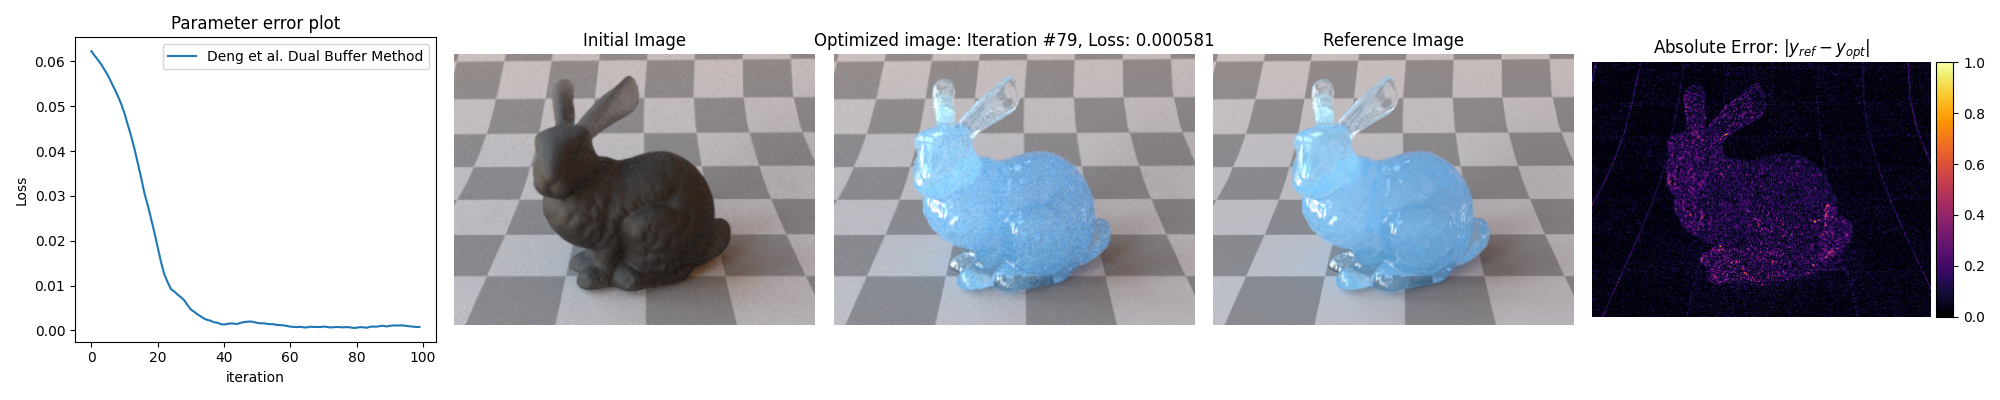 Parameter error plot
Deng et al. Dual Buffer Method
Loss
0.06
0.05
0.04
0.03
0.02
0.01
0.00
0 20 40 60 80 100
iteration
Initial Image
Optimized image: Iteration #79, Loss: 0.000581
Reference Image
Absolute Error: |y_ref − y_opt|
1.0
0.8
0.6
0.4
0.2
0.0